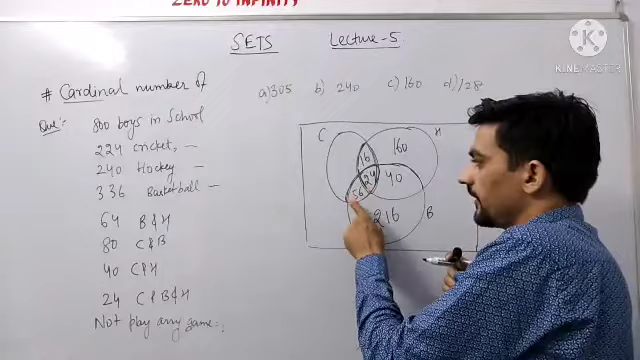 ZERO TO INFINITY
SETS Lecture-5
KINEMASTER
# Cardinal number of
a) 305 b) 240 c) 160 d) 128
Que:- 800 boys in School
224 cricket, -
240 Hockey -
336 Basketball -
64 B & H
80 C & B
40 C & H
24 C & B & H
Not play any game:
C H
16 160
24 40
56
216 B